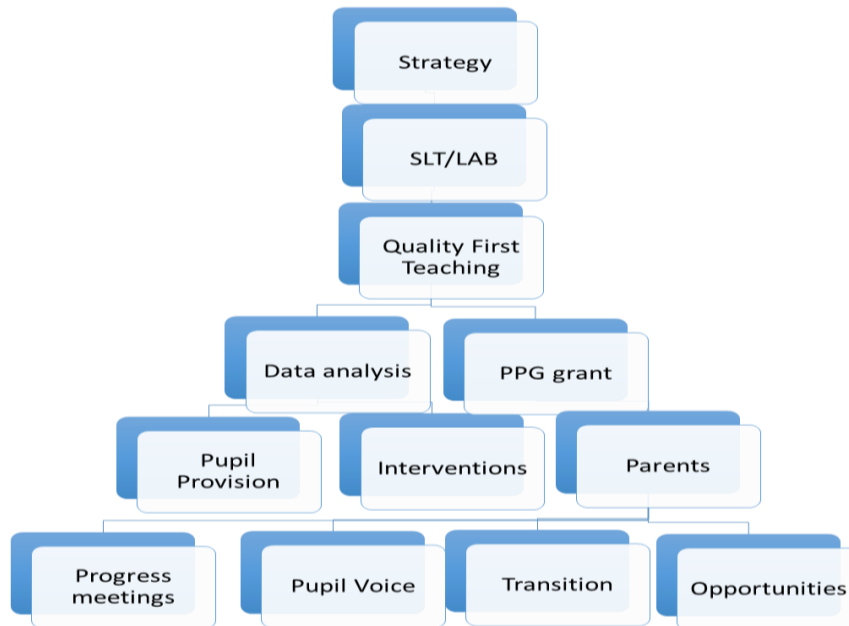 Strategy
SLT/LAB
Quality First
Teaching
Data analysis
PPG grant
Pupil
Provision
Interventions
Parents
Progress
meetings
Pupil Voice
Transition
Opportunities